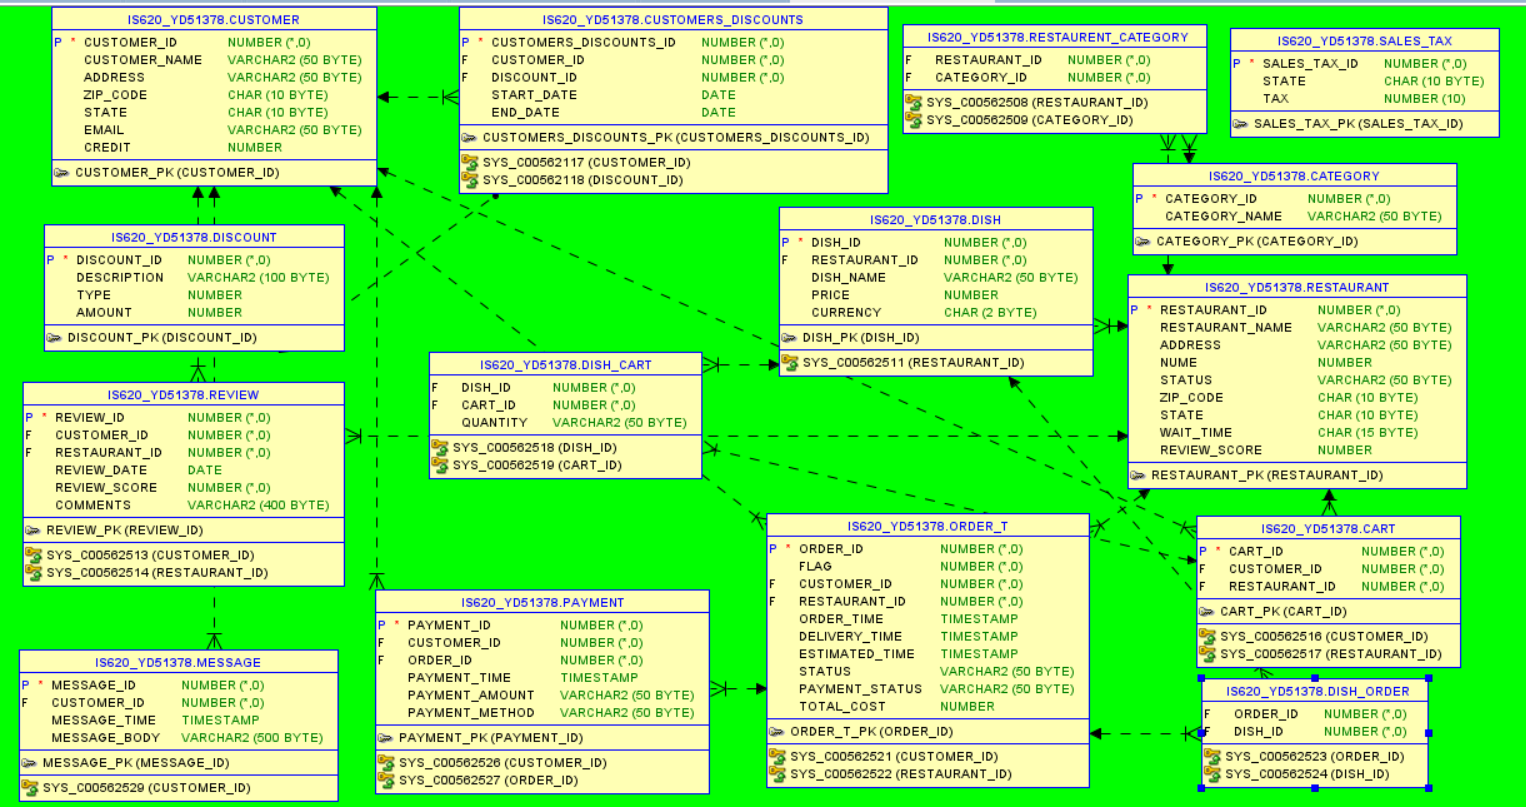 IS620_YD51378.CUSTOMER
P * CUSTOMER_ID NUMBER (*,0)
CUSTOMER_NAME VARCHAR2 (50 BYTE)
ADDRESS VARCHAR2 (50 BYTE)
ZIP_CODE CHAR (10 BYTE)
STATE CHAR (10 BYTE)
EMAIL VARCHAR2 (50 BYTE)
CREDIT NUMBER
CUSTOMER_PK (CUSTOMER_ID)
IS620_YD51378.CUSTOMERS_DISCOUNTS
P * CUSTOMERS_DISCOUNTS_ID NUMBER (*,0)
F CUSTOMER_ID NUMBER (*,0)
F DISCOUNT_ID NUMBER (*,0)
START_DATE DATE
END_DATE DATE
CUSTOMERS_DISCOUNTS_PK (CUSTOMERS_DISCOUNTS_ID)
SYS_C00562117 (CUSTOMER_ID)
SYS_C00562118 (DISCOUNT_ID)
IS620_YD51378.RESTAURENT_CATEGORY
F RESTAURANT_ID NUMBER (*,0)
F CATEGORY_ID NUMBER (*,0)
SYS_C00562508 (RESTAURANT_ID)
SYS_C00562509 (CATEGORY_ID)
IS620_YD51378.SALES_TAX
P * SALES_TAX_ID NUMBER (*,0)
STATE CHAR (10 BYTE)
TAX NUMBER (10)
SALES_TAX_PK (SALES_TAX_ID)
IS620_YD51378.CATEGORY
P * CATEGORY_ID NUMBER (*,0)
CATEGORY_NAME VARCHAR2 (50 BYTE)
CATEGORY_PK (CATEGORY_ID)
IS620_YD51378.DISCOUNT
P * DISCOUNT_ID NUMBER (*,0)
DESCRIPTION VARCHAR2 (100 BYTE)
TYPE NUMBER
AMOUNT NUMBER
DISCOUNT_PK (DISCOUNT_ID)
IS620_YD51378.DISH
P * DISH_ID NUMBER (*,0)
F RESTAURANT_ID NUMBER (*,0)
DISH_NAME VARCHAR2 (50 BYTE)
PRICE NUMBER
CURRENCY CHAR (2 BYTE)
DISH_PK (DISH_ID)
SYS_C00562511 (RESTAURANT_ID)
IS620_YD51378.RESTAURANT
P * RESTAURANT_ID NUMBER (*,0)
RESTAURANT_NAME VARCHAR2 (50 BYTE)
ADDRESS VARCHAR2 (50 BYTE)
NUME NUMBER
STATUS VARCHAR2 (50 BYTE)
ZIP_CODE CHAR (10 BYTE)
STATE CHAR (10 BYTE)
WAIT_TIME CHAR (15 BYTE)
REVIEW_SCORE NUMBER
RESTAURANT_PK (RESTAURANT_ID)
IS620_YD51378.DISH_CART
F DISH_ID NUMBER (*,0)
F CART_ID NUMBER (*,0)
QUANTITY VARCHAR2 (50 BYTE)
SYS_C00562518 (DISH_ID)
SYS_C00562519 (CART_ID)
IS620_YD51378.REVIEW
P * REVIEW_ID NUMBER (*,0)
F CUSTOMER_ID NUMBER (*,0)
F RESTAURANT_ID NUMBER (*,0)
REVIEW_DATE DATE
REVIEW_SCORE NUMBER (*,0)
COMMENTS VARCHAR2 (400 BYTE)
REVIEW_PK (REVIEW_ID)
SYS_C00562513 (CUSTOMER_ID)
SYS_C00562514 (RESTAURANT_ID)
IS620_YD51378.ORDER_T
P * ORDER_ID NUMBER (*,0)
FLAG NUMBER (*,0)
F CUSTOMER_ID NUMBER (*,0)
F RESTAURANT_ID NUMBER (*,0)
ORDER_TIME TIMESTAMP
DELIVERY_TIME TIMESTAMP
ESTIMATED_TIME TIMESTAMP
STATUS VARCHAR2 (50 BYTE)
PAYMENT_STATUS VARCHAR2 (50 BYTE)
TOTAL_COST NUMBER
ORDER_T_PK (ORDER_ID)
SYS_C00562521 (CUSTOMER_ID)
SYS_C00562522 (RESTAURANT_ID)
IS620_YD51378.CART
P * CART_ID NUMBER (*,0)
F CUSTOMER_ID NUMBER (*,0)
F RESTAURANT_ID NUMBER (*,0)
CART_PK (CART_ID)
SYS_C00562516 (CUSTOMER_ID)
SYS_C00562517 (RESTAURANT_ID)
IS620_YD51378.PAYMENT
P * PAYMENT_ID NUMBER (*,0)
F CUSTOMER_ID NUMBER (*,0)
F ORDER_ID NUMBER (*,0)
PAYMENT_TIME TIMESTAMP
PAYMENT_AMOUNT VARCHAR2 (50 BYTE)
PAYMENT_METHOD VARCHAR2 (50 BYTE)
PAYMENT_PK (PAYMENT_ID)
SYS_C00562526 (CUSTOMER_ID)
SYS_C00562527 (ORDER_ID)
IS620_YD51378.MESSAGE
P * MESSAGE_ID NUMBER (*,0)
F CUSTOMER_ID NUMBER (*,0)
MESSAGE_TIME TIMESTAMP
MESSAGE_BODY VARCHAR2 (500 BYTE)
MESSAGE_PK (MESSAGE_ID)
SYS_C00562529 (CUSTOMER_ID)
IS620_YD51378.DISH_ORDER
F ORDER_ID NUMBER (*,0)
F DISH_ID NUMBER (*,0)
SYS_C00562523 (ORDER_ID)
SYS_C00562524 (DISH_ID)